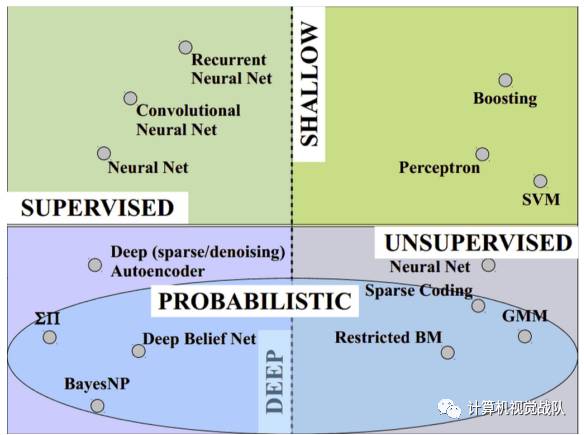 Recurrent
Neural Net
SHALLOW
Boosting
Convolutional
Neural Net
Neural Net
Perceptron
SVM
SUPERVISED
UNSUPERVISED
Deep (sparse/denoising)
Autoencoder
Neural Net
Sparse Coding
PROBABILISTIC
ΣΠ
GMM
Deep Belief Net
Restricted BM
DEEP
BayesNP
计算机视觉战队